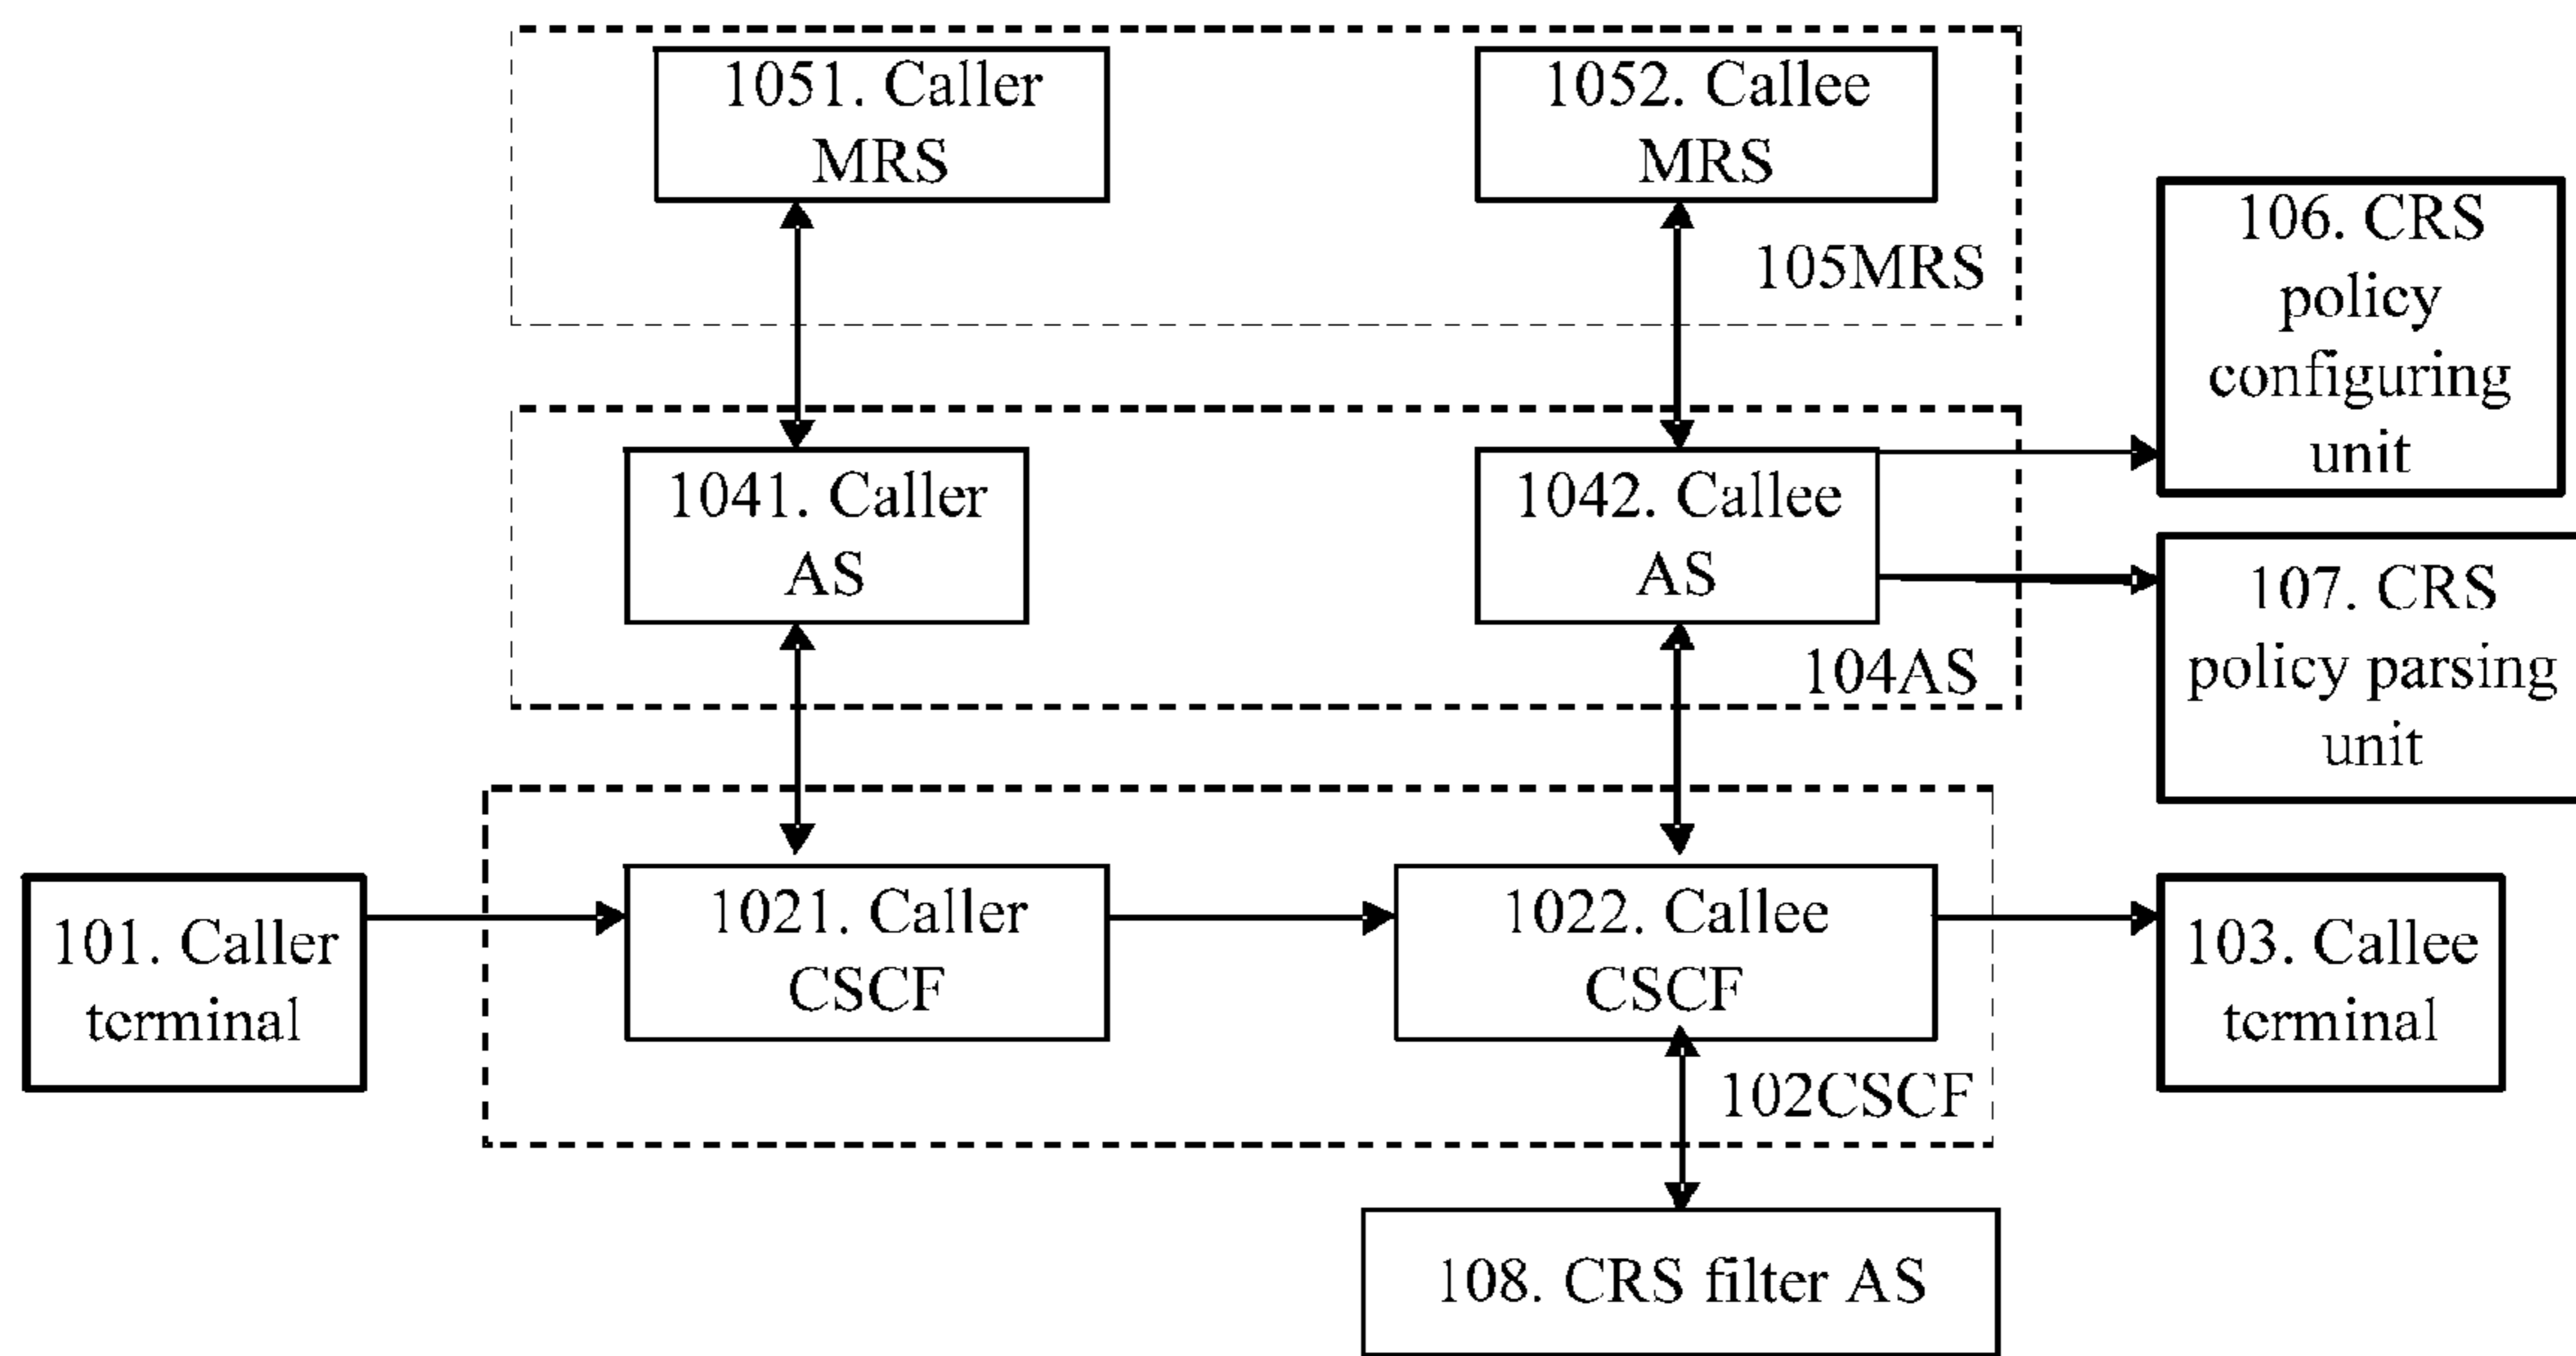 1051. Caller
MRS
1052. Callee
MRS
105MRS
106. CRS
policy
configuring
unit
1041. Caller
AS
1042. Callee
AS
104AS
107. CRS
policy parsing
unit
101. Caller
terminal
1021. Caller
CSCF
1022. Callee
CSCF
102CSCF
103. Callee
terminal
108. CRS filter AS